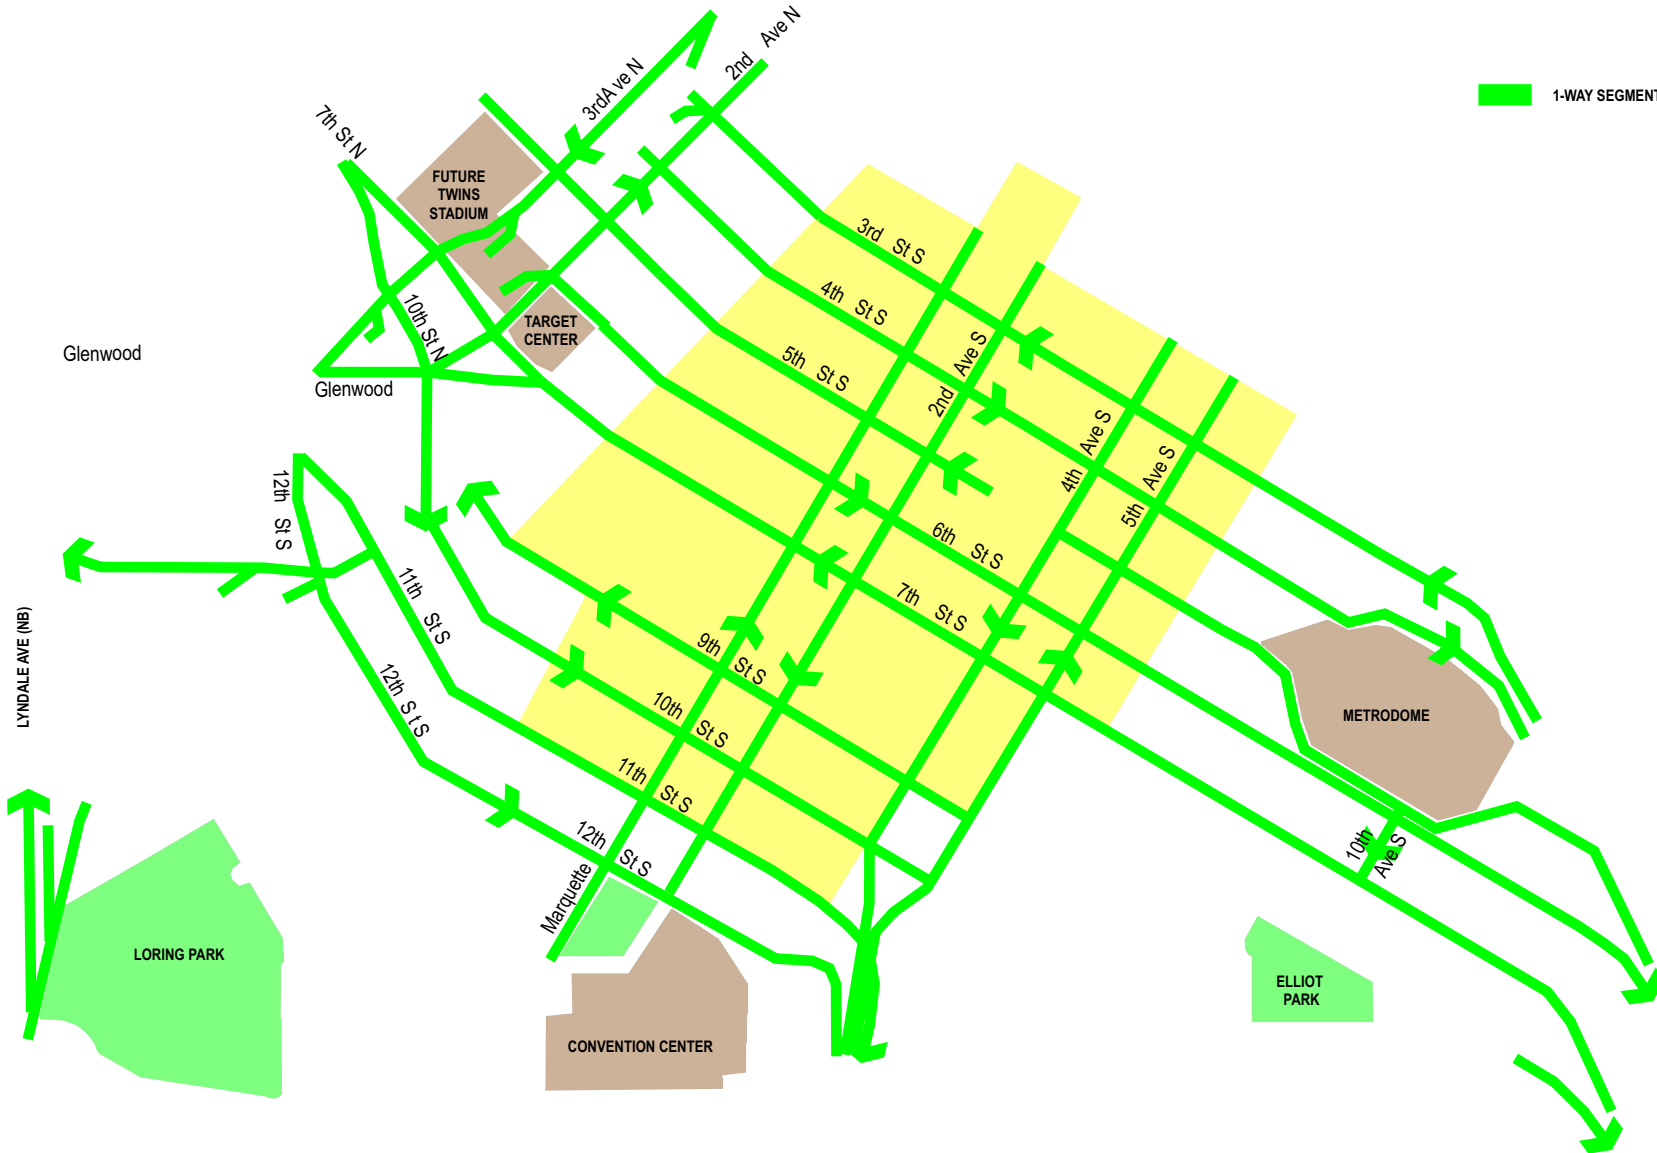 2nd Ave N
3rdA ve N
1-WAY SEGMENT
7th St N
FUTURE
TWINS
STADIUM
3rd St S
4th St S
10th St N
TARGET
CENTER
5th St S
2nd Ave S
Glenwood
Glenwood
4th Ave S
5th Ave S
12th St S
6th St S
11th St S
7th St S
9th St S
LYNDALE AVE (NB)
12th S t S
10th St S
METRODOME
11th St S
12th St S
10th
Ave S
Marquette
LORING PARK
ELLIOT
PARK
CONVENTION CENTER